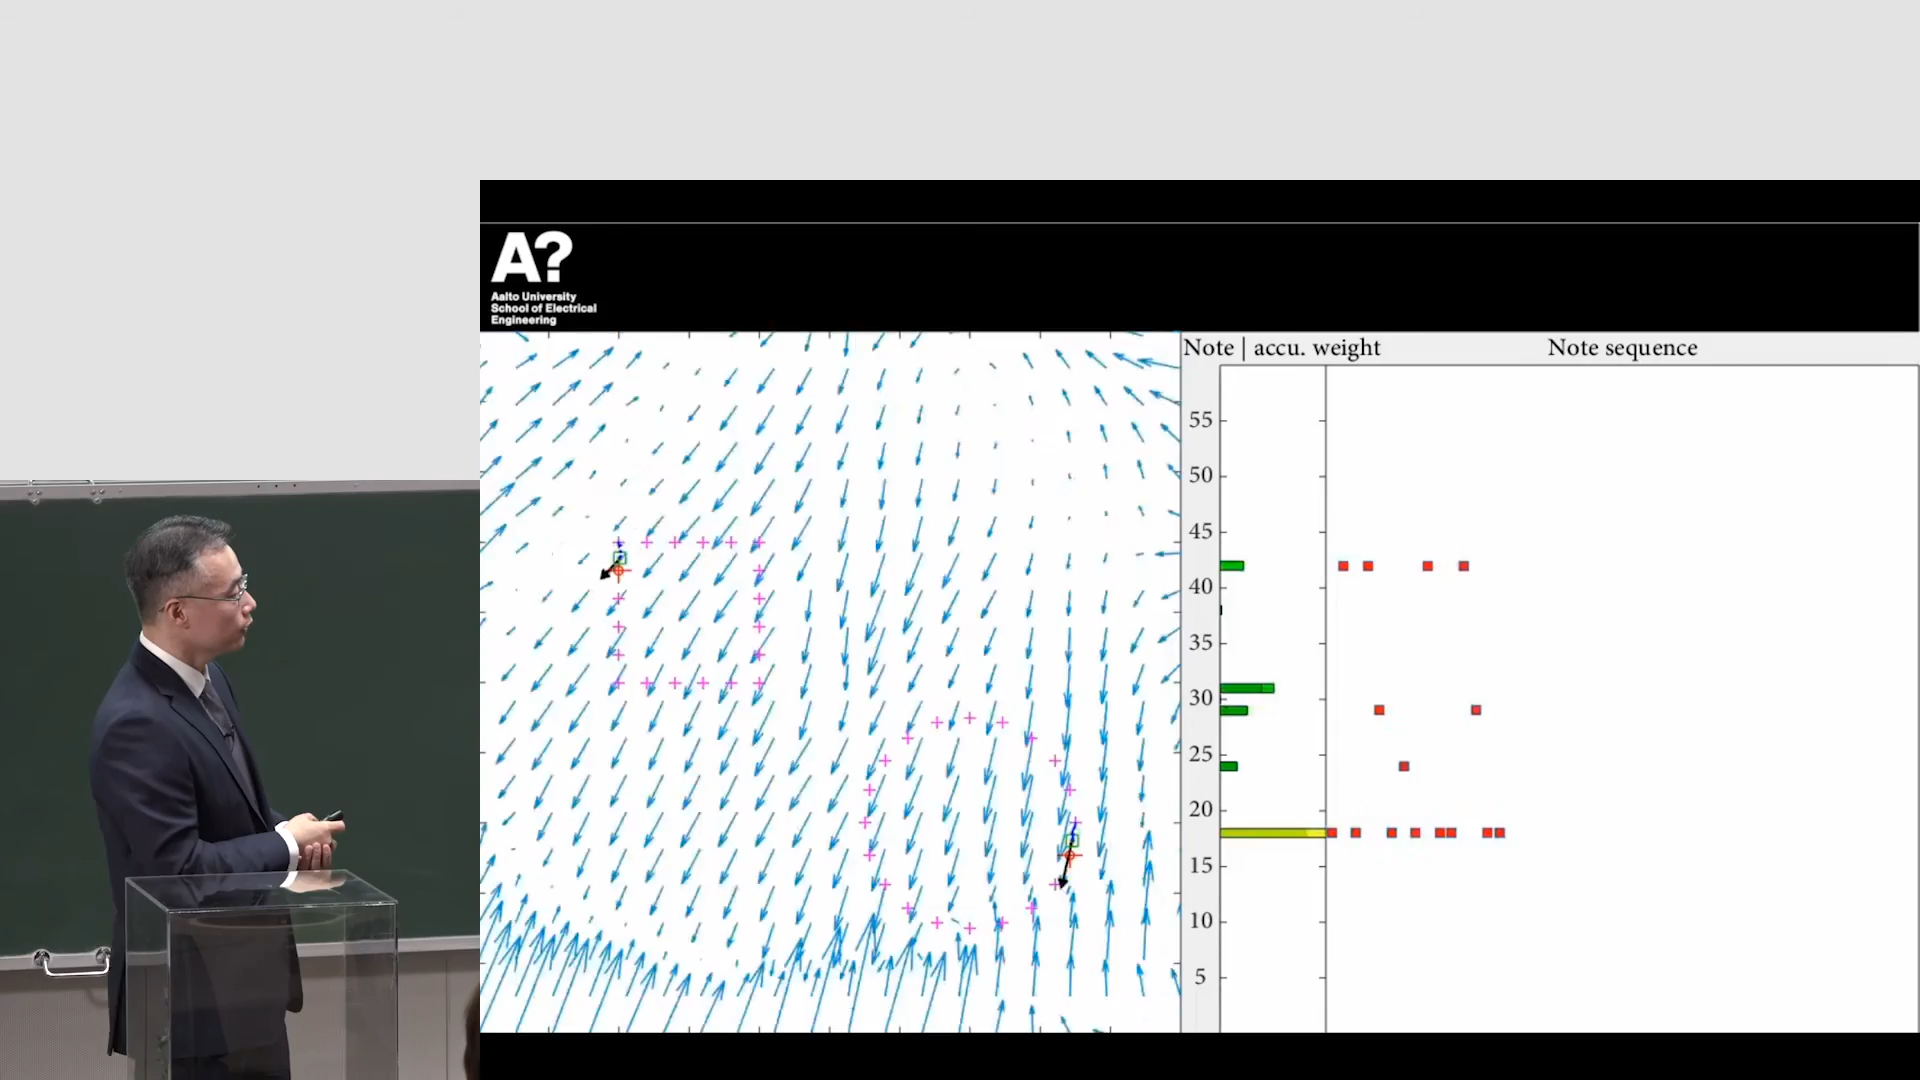 A?
Aalto University
School of Electrical
Engineering
Note | accu. weight
Note sequence
55
50
45
40
35
30
25
20
15
10
5